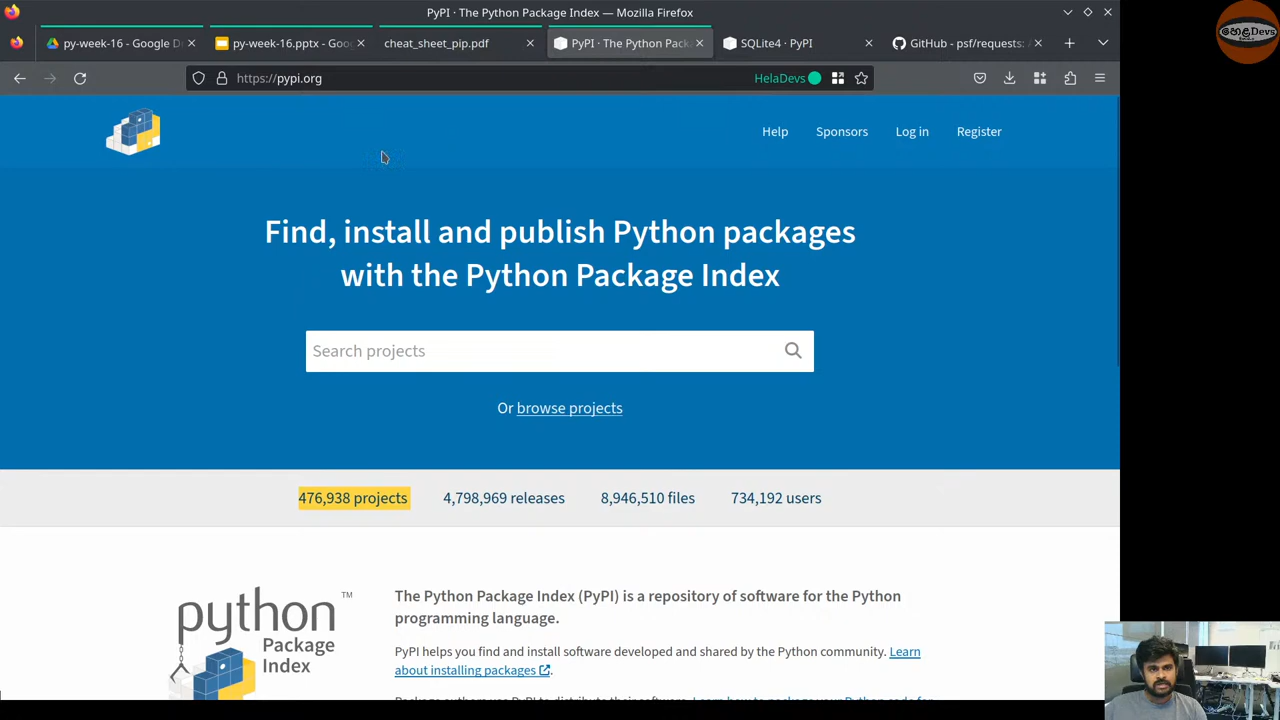 PyPI · The Python Package Index — Mozilla Firefox
py-week-16 - Google D
py-week-16.pptx - Goog
cheat_sheet_pip.pdf
PyPI · The Python Pack
SQLite4 · PyPI
GitHub - psf/requests: A
https://pypi.org
HelaDevs
හෙළDevs
Help
Sponsors
Log in
Register
Find, install and publish Python packages
with the Python Package Index
Search projects
Or browse projects
476,938 projects
4,798,969 releases
8,946,510 files
734,192 users
python™
Package
Index
The Python Package Index (PyPI) is a repository of software for the Python
programming language.
PyPI helps you find and install software developed and shared by the Python community. Learn
about installing packages.